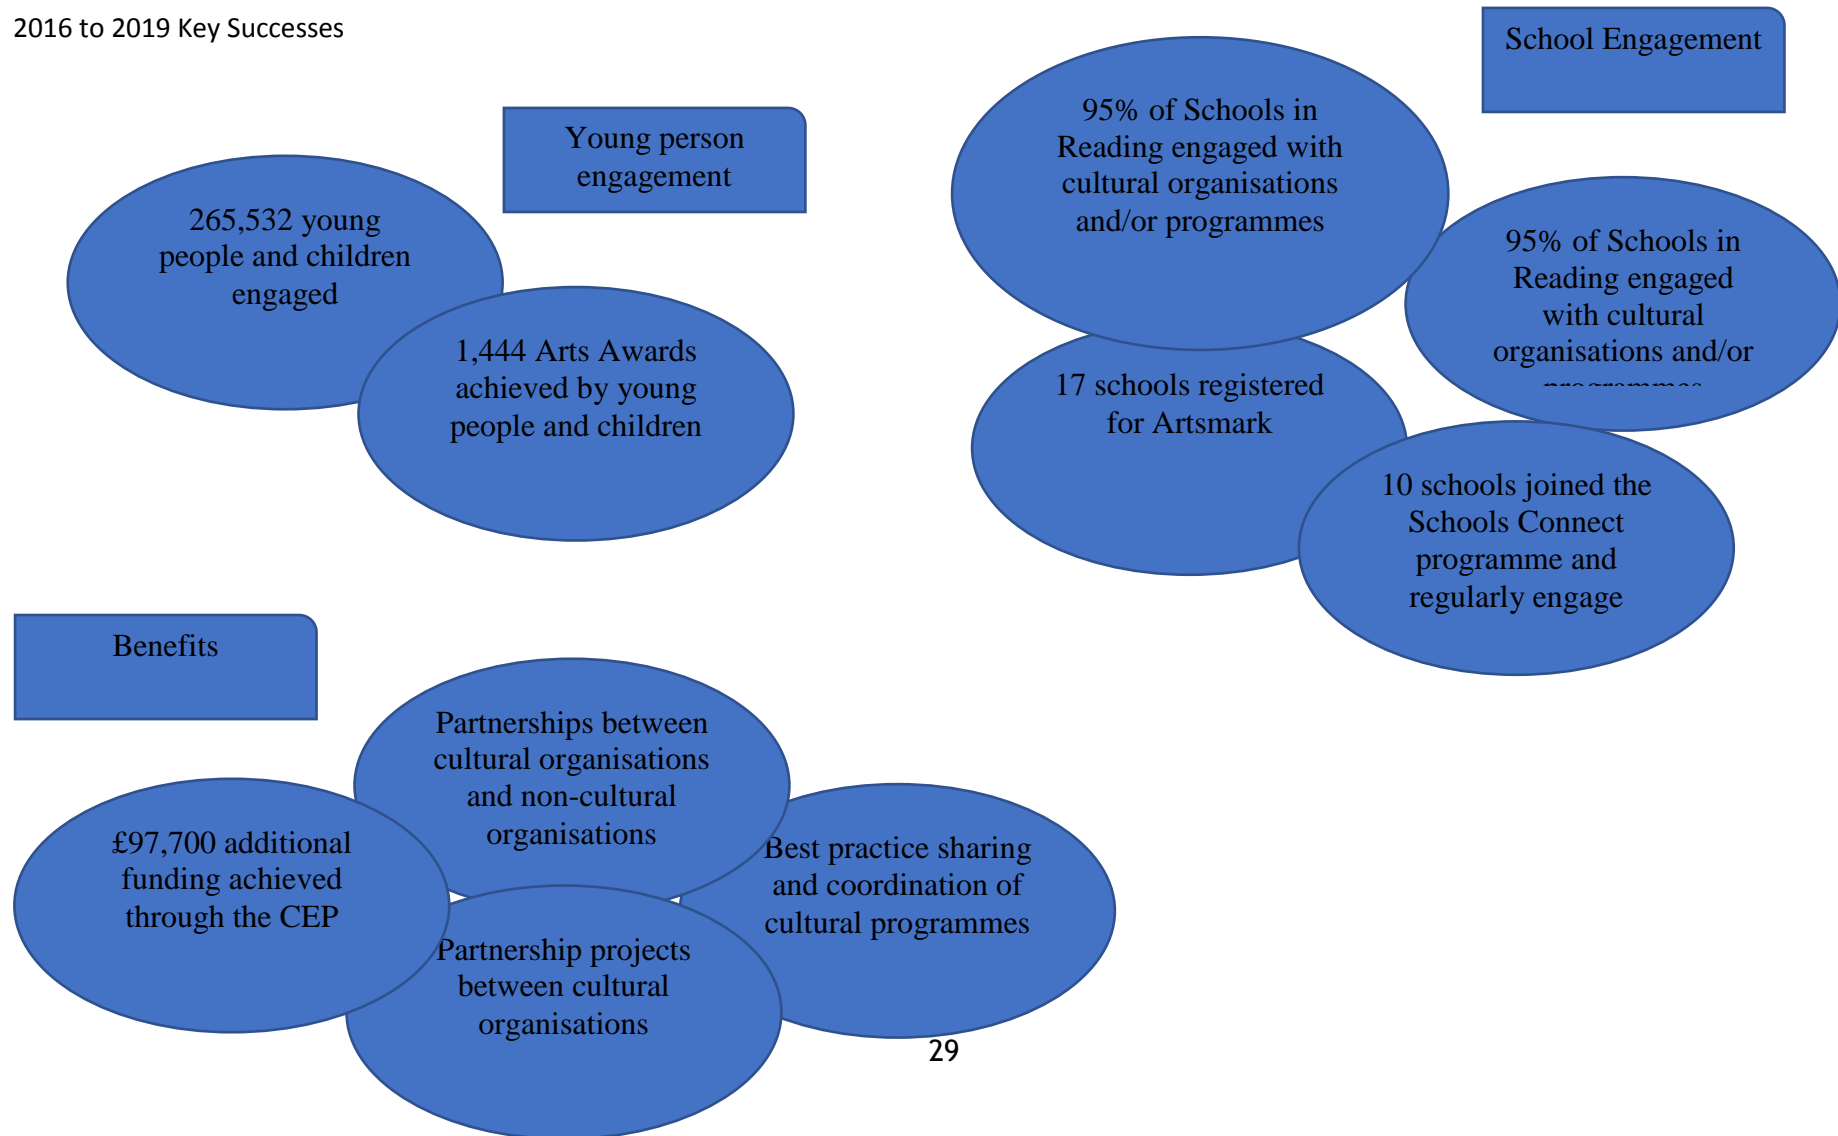 2016 to 2019 Key Successes
Young person
engagement
265,532 young
people and children
engaged
1,444 Arts Awards
achieved by young
people and children
School Engagement
95% of Schools in
Reading engaged with
cultural organisations
and/or programmes
95% of Schools in
Reading engaged
with cultural
organisations and/or
programmes
17 schools registered
for Artsmark
10 schools joined the
Schools Connect
programme and
regularly engage
Benefits
Partnerships between
cultural organisations
and non-cultural
organisations
£97,700 additional
funding achieved
through the CEP
Best practice sharing
and coordination of
cultural programmes
Partnership projects
between cultural
organisations
29